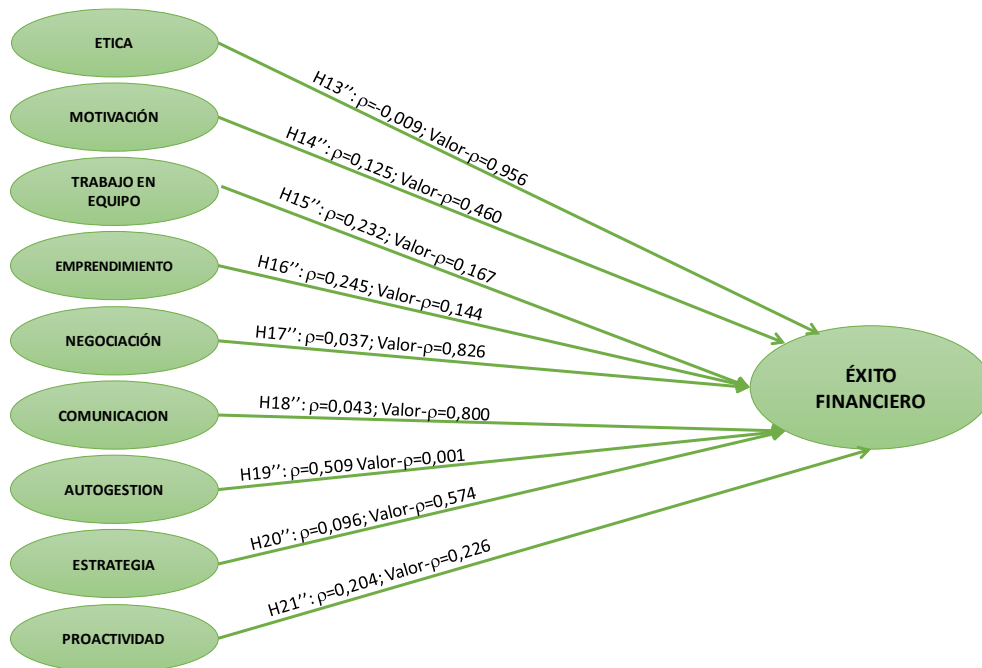 ETICA
H13’’: ρ=-0,009; Valor-ρ=0,956
MOTIVACIÓN
H14’’: ρ=0,125; Valor-ρ=0,460
TRABAJO EN
EQUIPO
H15’’: ρ=0,232; Valor-ρ=0,167
EMPRENDIMIENTO
H16’’: ρ=0,245; Valor-ρ=0,144
NEGOCIACIÓN
H17’’: ρ=0,037; Valor-ρ=0,826
COMUNICACION
H18’’: ρ=0,043; Valor-ρ=0,800
AUTOGESTION
H19’’: ρ=0,509 Valor-ρ=0,001
ESTRATEGIA
H20’’: ρ=0,096; Valor-ρ=0,574
PROACTIVIDAD
H21’’: ρ=0,204; Valor-ρ=0,226
ÉXITO
FINANCIERO